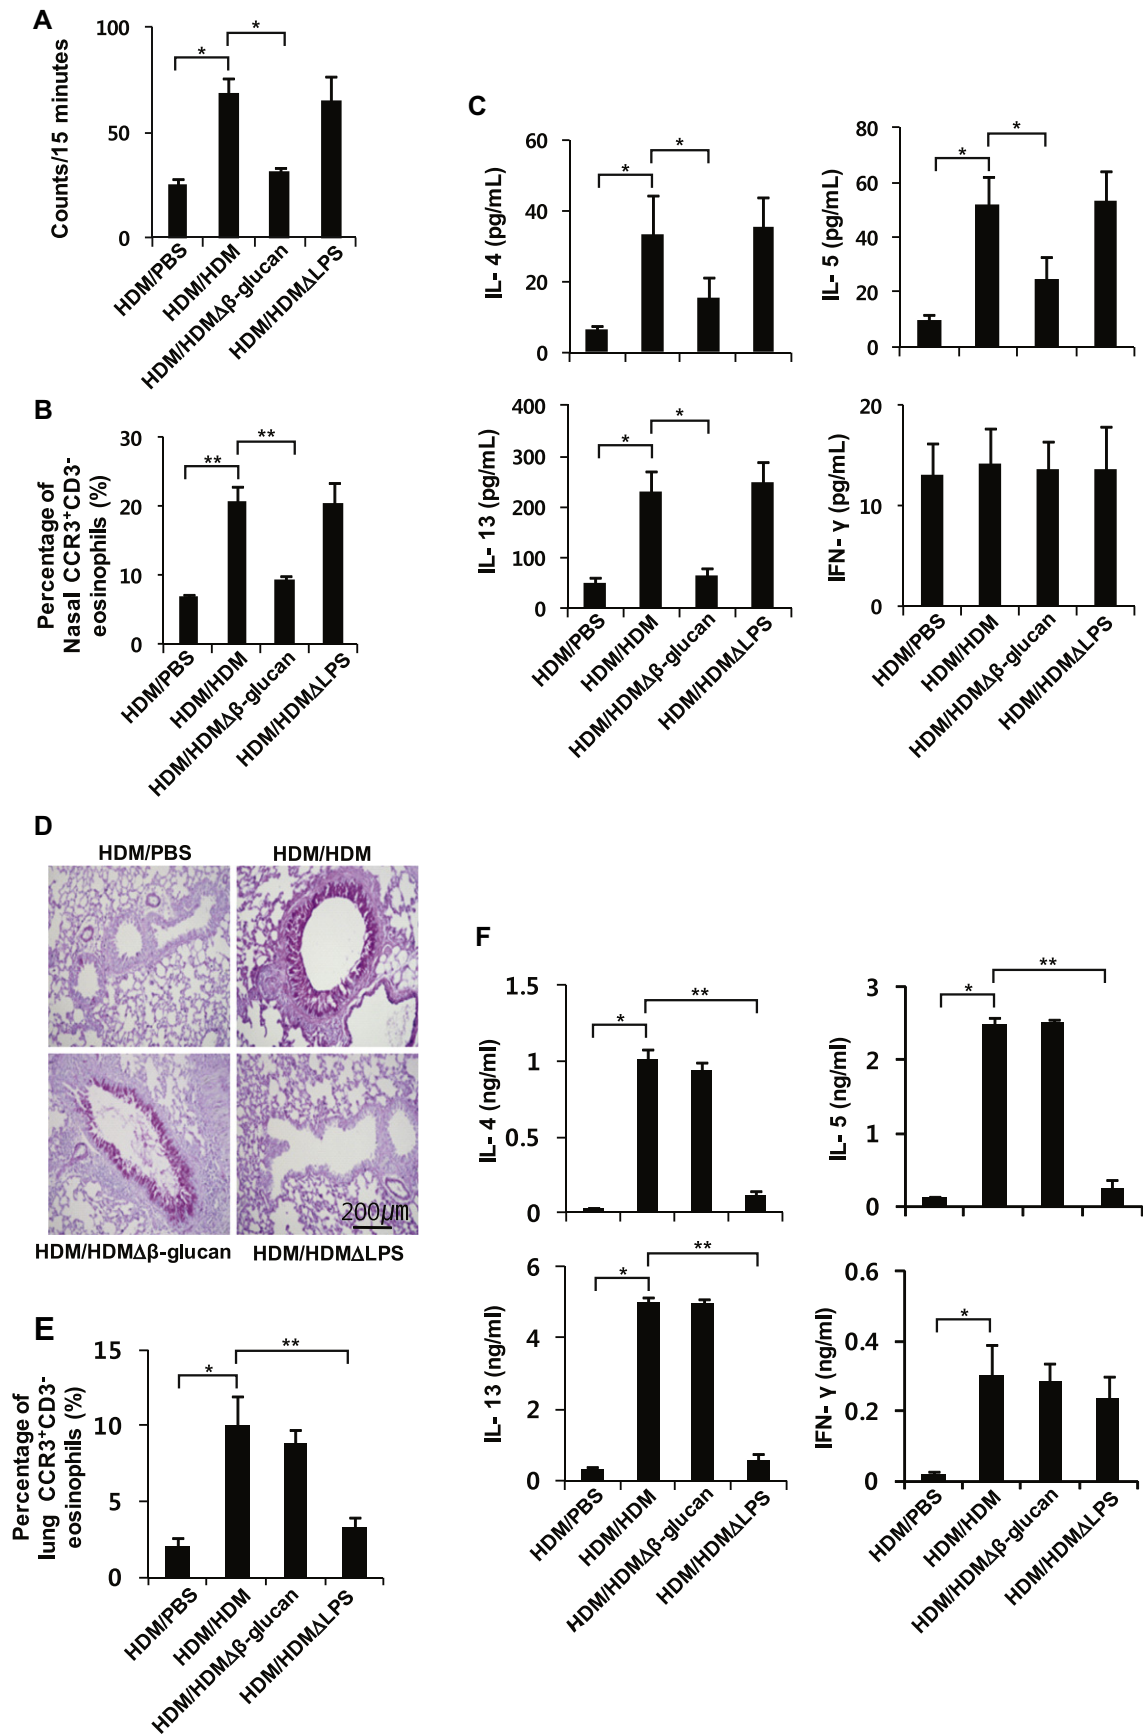 A
Counts/15 minutes
100
50
0
*
*
HDM/PBS
HDM/HDM
HDM/HDMΔβ-glucan
HDM/HDMΔLPS
B
Percentage of
Nasal CCR3+CD3-
eosinophils (%)
30
20
10
0
**
**
HDM/PBS
HDM/HDM
HDM/HDMΔβ-glucan
HDM/HDMΔLPS
C
IL- 4 (pg/mL)
60
40
20
0
*
*
IL- 5 (pg/mL)
80
60
40
20
0
*
*
IL- 13 (pg/mL)
400
300
200
100
0
*
*
HDM/PBS
HDM/HDM
HDM/HDMΔβ-glucan
HDM/HDMΔLPS
IFN- γ (pg/mL)
20
10
0
HDM/PBS
HDM/HDM
HDM/HDMΔβ-glucan
HDM/HDMΔLPS
D
HDM/PBS
HDM/HDM
200μm
HDM/HDMΔβ-glucan
HDM/HDMΔLPS
E
Percentage of
lung CCR3+CD3-
eosinophils (%)
15
10
5
0
*
**
HDM/PBS
HDM/HDM
HDM/HDMΔβ-glucan
HDM/HDMΔLPS
F
IL- 4 (ng/ml)
1.5
1
0.5
0
*
**
IL- 5 (ng/ml)
3
2
1
0
*
**
IL- 13 (ng/ml)
6
4
2
0
*
**
HDM/PBS
HDM/HDM
HDM/HDMΔβ-glucan
HDM/HDMΔLPS
IFN- γ (ng/ml)
0.6
0.4
0.2
0
*
HDM/PBS
HDM/HDM
HDM/HDMΔβ-glucan
HDM/HDMΔLPS